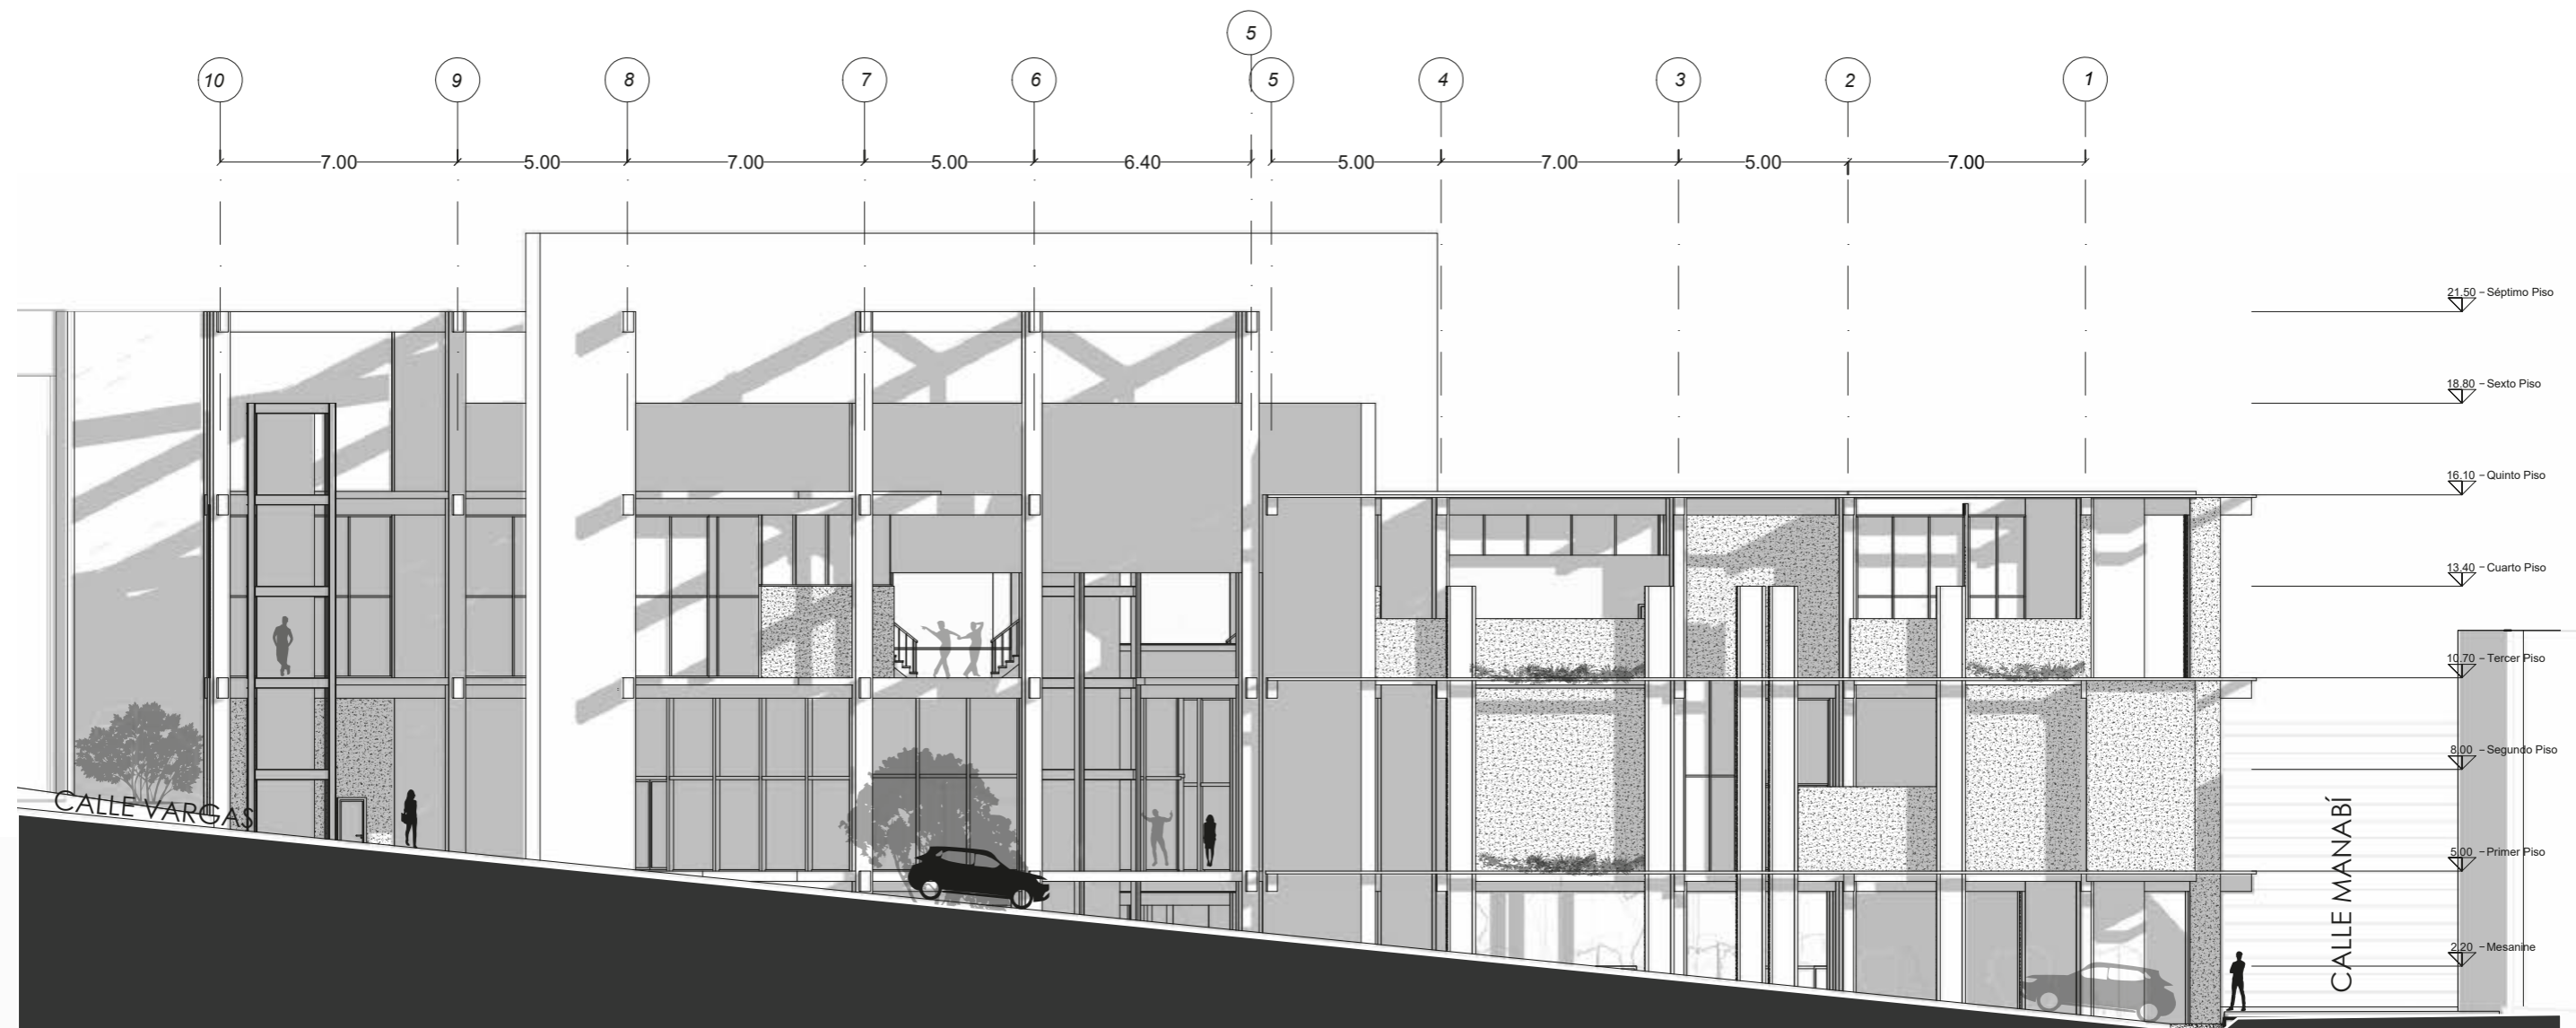 5
10 9 8 7 6 5 4 3 2 1
7.00 5.00 7.00 5.00 6.40 5.00 7.00 5.00 7.00
21.50 – Séptimo Piso
18.80 – Sexto Piso
16.10 – Quinto Piso
13.40 – Cuarto Piso
10.70 – Tercer Piso
8.00 – Segundo Piso
CALLE VARGAS
5.00 – Primer Piso
CALLE MANABÍ
2.20 – Mesanine